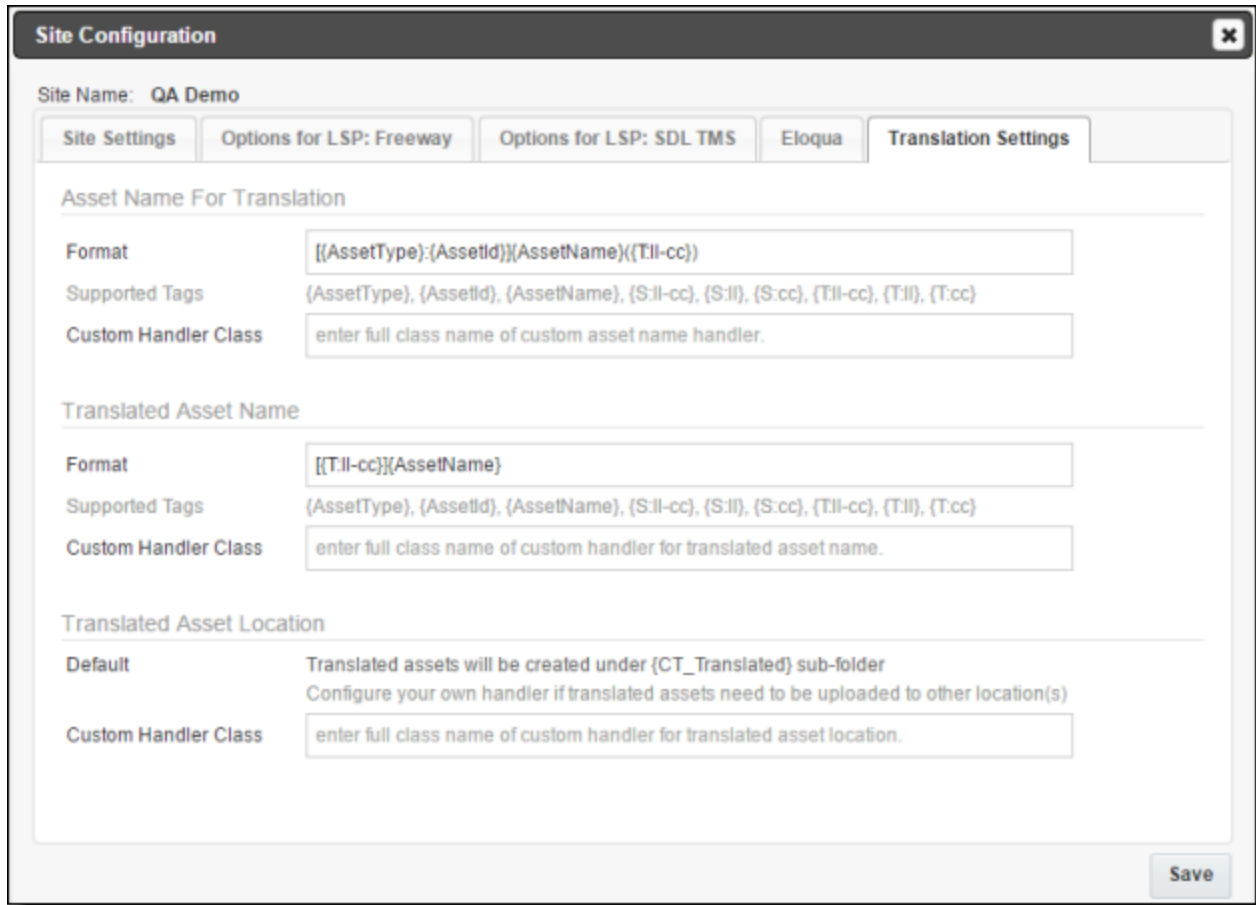 Site Configuration
Site Name: QA Demo
Site Settings Options for LSP: Freeway Options for LSP: SDL TMS Eloqua Translation Settings
Asset Name For Translation
Format [{AssetType}:{AssetId}]{AssetName}({T:ll-cc})
Supported Tags {AssetType}, {AssetId}, {AssetName}, {S:ll-cc}, {S:ll}, {S:cc}, {T:ll-cc}, {T:ll}, {T:cc}
Custom Handler Class enter full class name of custom asset name handler.
Translated Asset Name
Format [{T:ll-cc}]{AssetName}
Supported Tags {AssetType}, {AssetId}, {AssetName}, {S:ll-cc}, {S:ll}, {S:cc}, {T:ll-cc}, {T:ll}, {T:cc}
Custom Handler Class enter full class name of custom handler for translated asset name.
Translated Asset Location
Default Translated assets will be created under {CT_Translated} sub-folder
Configure your own handler if translated assets need to be uploaded to other location(s)
Custom Handler Class enter full class name of custom handler for translated asset location.
Save